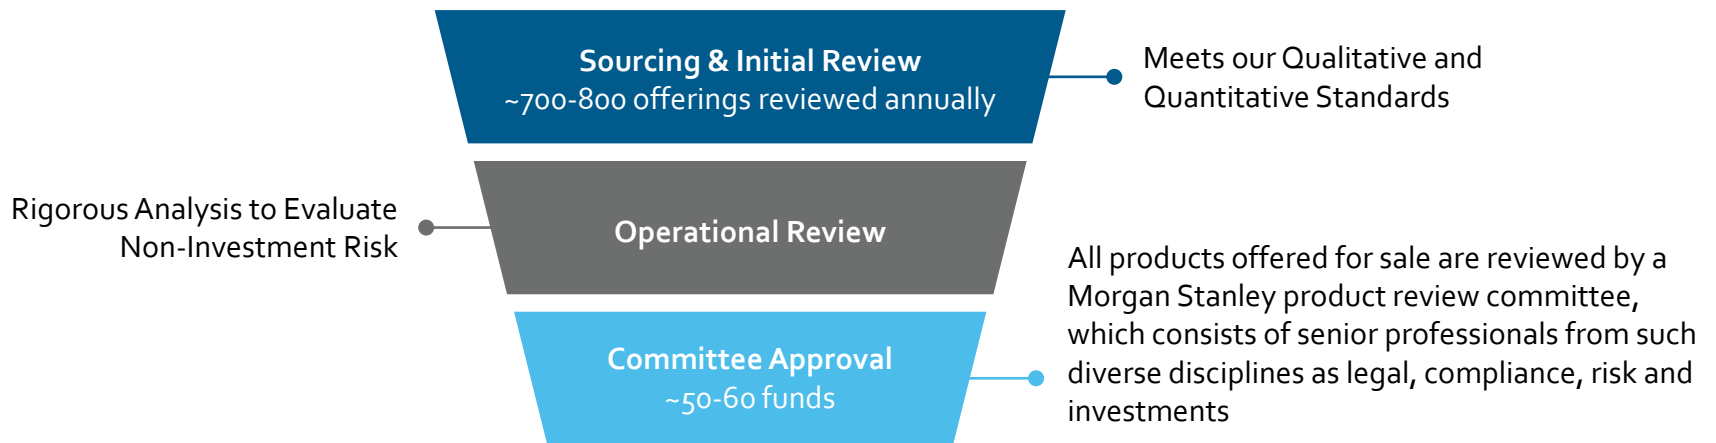 Sourcing & Initial Review
~700-800 offerings reviewed annually
Meets our Qualitative and
Quantitative Standards
Rigorous Analysis to Evaluate
Non-Investment Risk
Operational Review
Committee Approval
~50-60 funds
All products offered for sale are reviewed by a
Morgan Stanley product review committee,
which consists of senior professionals from such
diverse disciplines as legal, compliance, risk and
investments